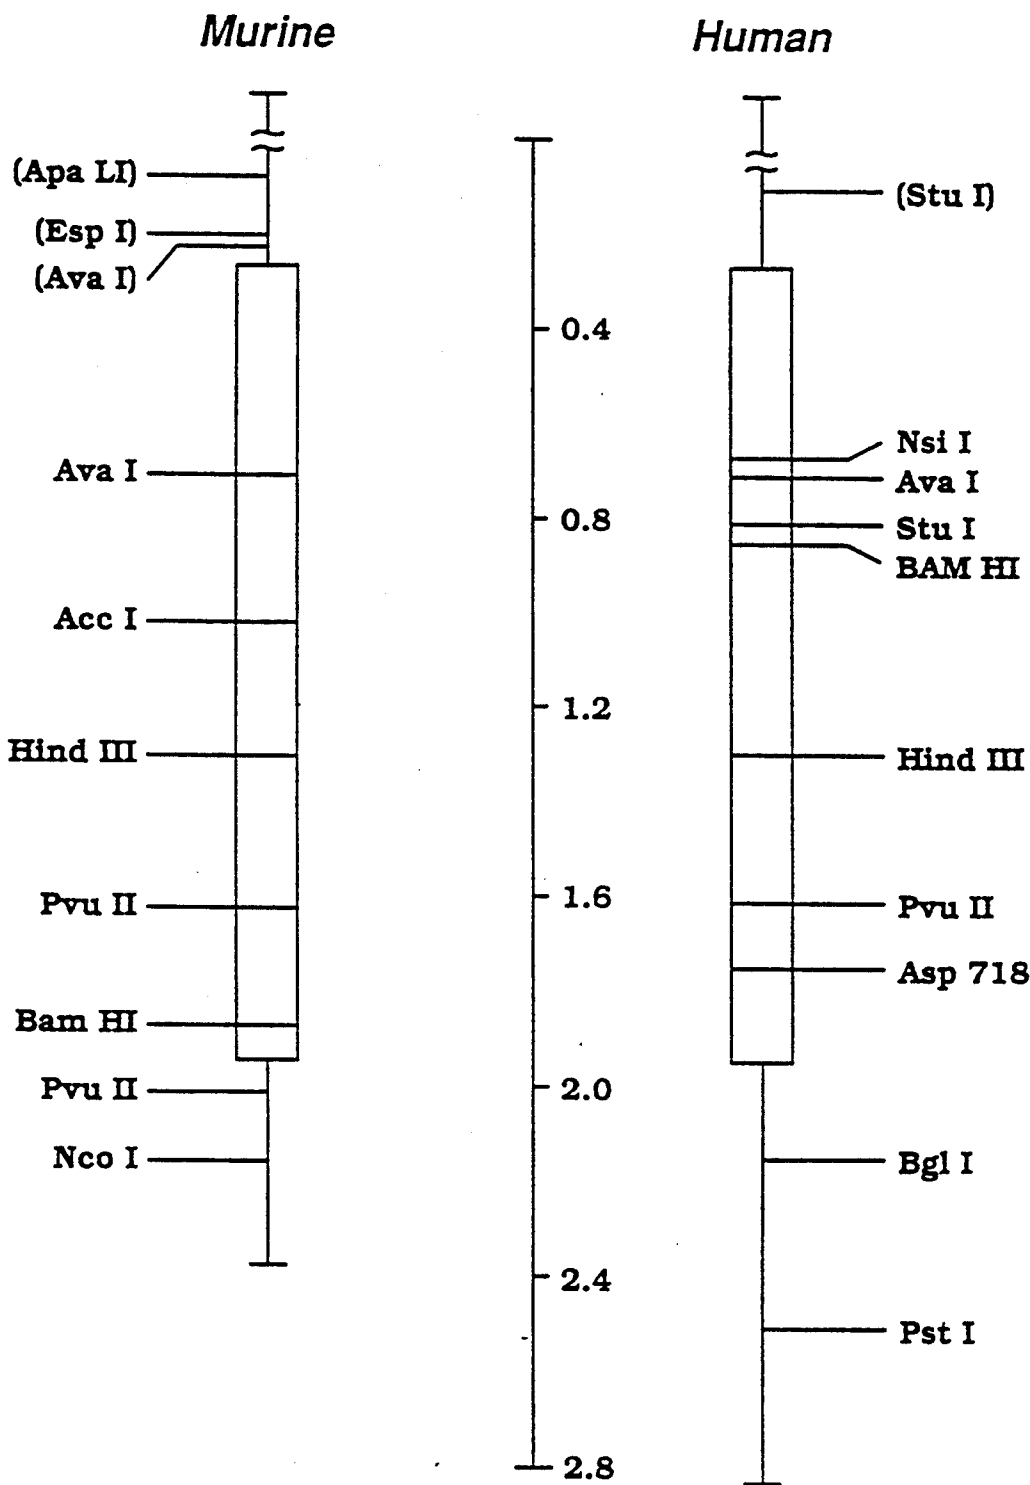 Murine
Human
(Apa LI)
(Esp I)
(Ava I)
Ava I
Acc I
Hind III
Pvu II
Bam HI
Pvu II
Nco I
0.4
0.8
1.2
1.6
2.0
2.4
2.8
(Stu I)
Nsi I
Ava I
Stu I
BAM HI
Hind III
Pvu II
Asp 718
Bgl I
Pst I